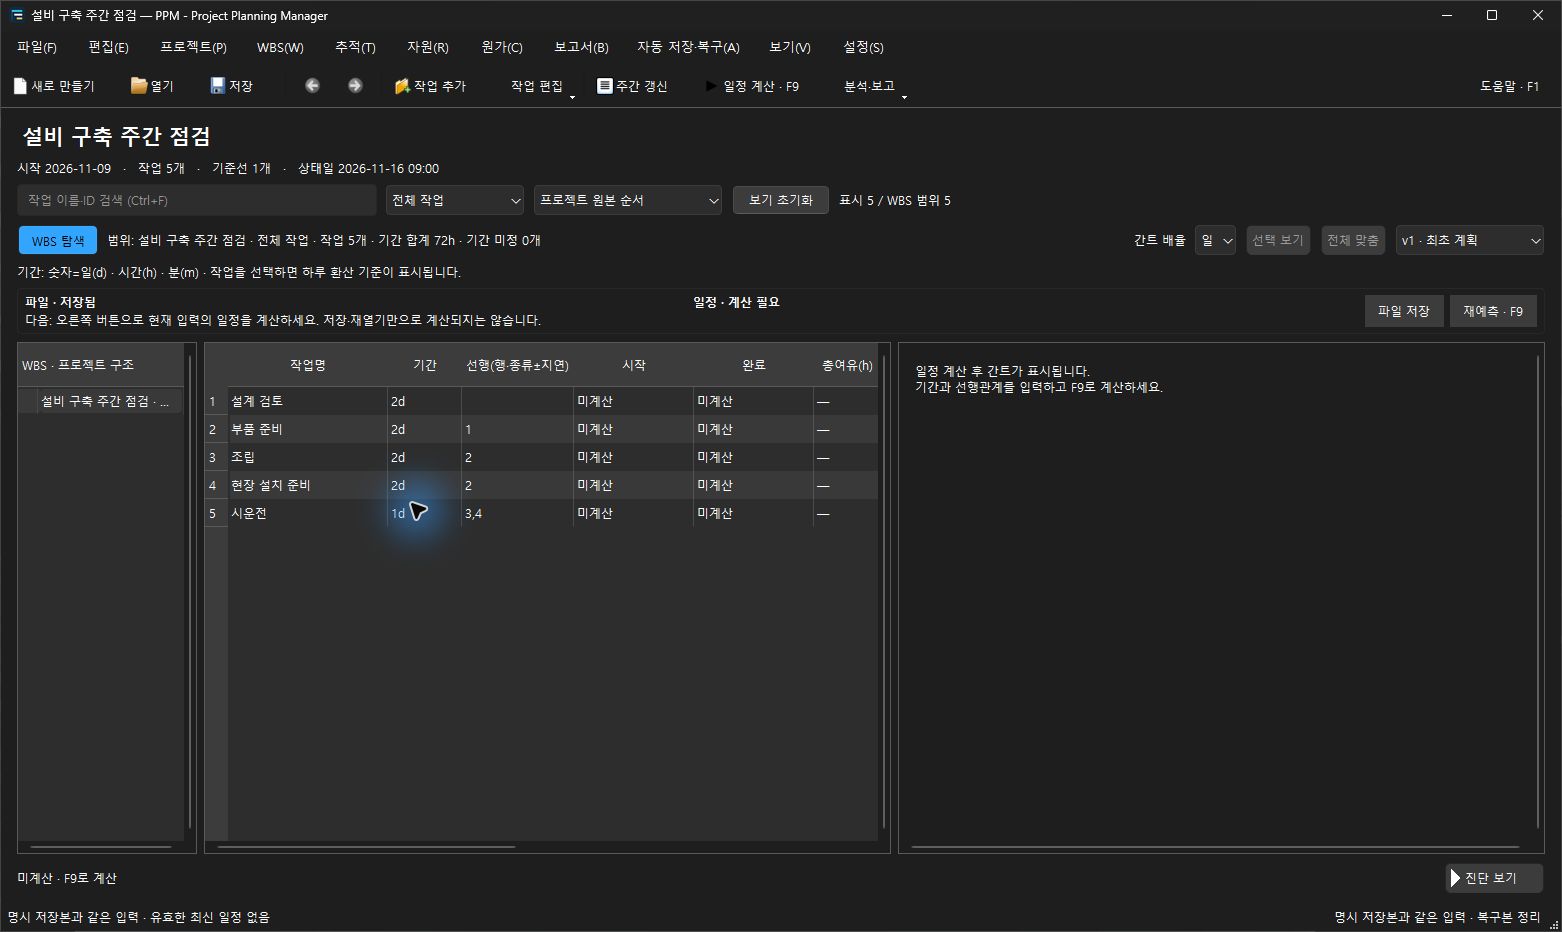 설비 구축 주간 점검 — PPM - Project Planning Manager
파일(F) 편집(E) 프로젝트(P) WBS(W) 추적(T) 자원(R) 원가(C) 보고서(B) 자동 저장·복구(A) 보기(V) 설정(S)
새로 만들기 열기 저장 작업 추가 작업 편집 주간 갱신 일정 계산 · F9 분석·보고 도움말 · F1
설비 구축 주간 점검
시작 2026-11-09 · 작업 5개 · 기준선 1개 · 상태일 2026-11-16 09:00
작업 이름·ID 검색 (Ctrl+F) 전체 작업 프로젝트 원본 순서 보기 초기화 표시 5 / WBS 범위 5
WBS 탐색 범위: 설비 구축 주간 점검 · 전체 작업 · 작업 5개 · 기간 합계 72h · 기간 미정 0개 간트 배율 일 선택 보기 전체 맞춤 v1 · 최초 계획
기간: 숫자=일(d) · 시간(h) · 분(m) · 작업을 선택하면 하루 환산 기준이 표시됩니다.
파일 · 저장됨 일정 · 계산 필요
다음: 오른쪽 버튼으로 현재 입력의 일정을 계산하세요. 저장·재열기만으로 계산되지는 않습니다.
파일 저장 재예측 · F9
WBS · 프로젝트 구조
설비 구축 주간 점검 · ...
작업명 기간 선행(행·종류±지연) 시작 완료 총여유(h)
1 설계 검토 2d 미계산 미계산 —
2 부품 준비 2d 1 미계산 미계산 —
3 조립 2d 2 미계산 미계산 —
4 현장 설치 준비 2d 2 미계산 미계산 —
5 시운전 1d 3,4 미계산 미계산 —
일정 계산 후 간트가 표시됩니다.
기간과 선행관계를 입력하고 F9로 계산하세요.
미계산 · F9로 계산 진단 보기
명시 저장본과 같은 입력 · 유효한 최신 일정 없음 명시 저장본과 같은 입력 · 복구본 정리